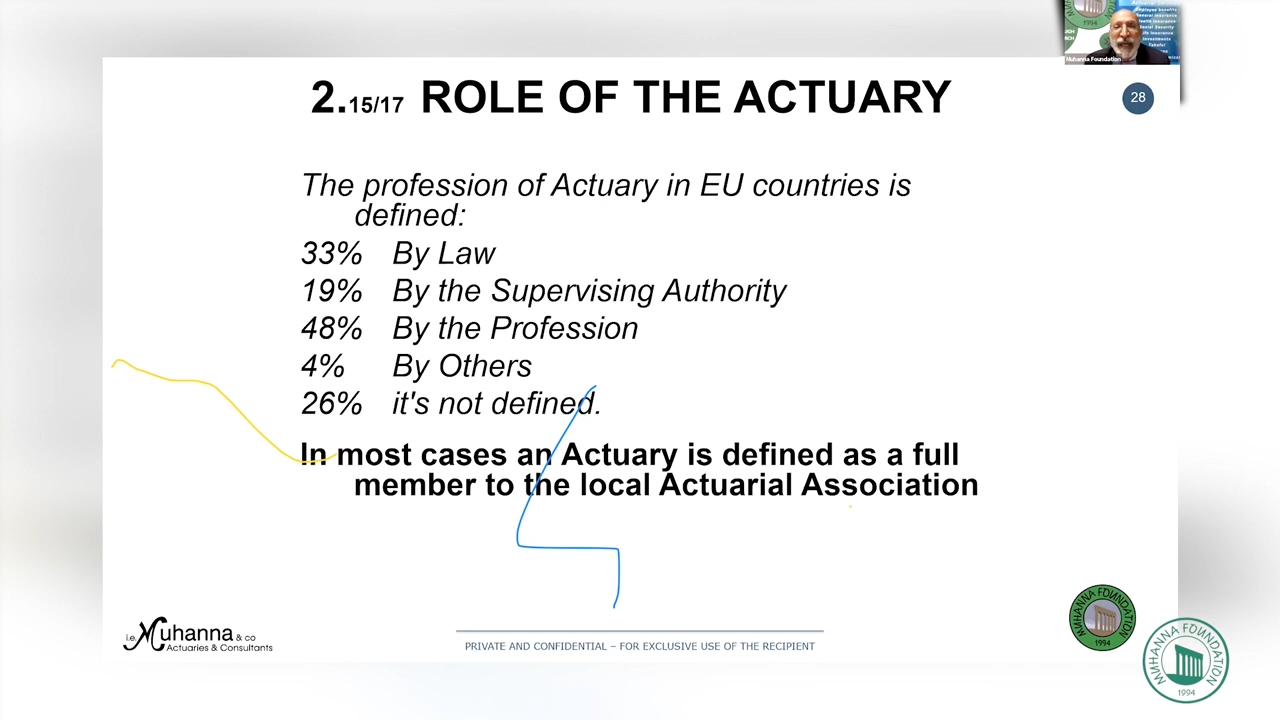 2.15/17 ROLE OF THE ACTUARY
28
The profession of Actuary in EU countries is
defined:
33% By Law
19% By the Supervising Authority
48% By the Profession
4% By Others
26% it's not defined.
In most cases an Actuary is defined as a full
member to the local Actuarial Association
i.e. Muhanna & co
Actuaries & Consultants
PRIVATE AND CONFIDENTIAL – FOR EXCLUSIVE USE OF THE RECIPIENT
MUHANNA FOUNDATION
1994
MUHANNA FOUNDATION
1994
1994
Muhanna Foundation